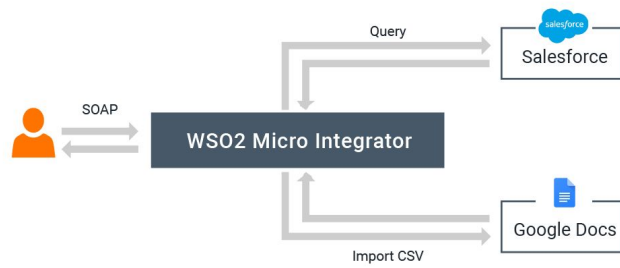 Query
salesforce
Salesforce
SOAP
WSO2 Micro Integrator
Google Docs
Import CSV